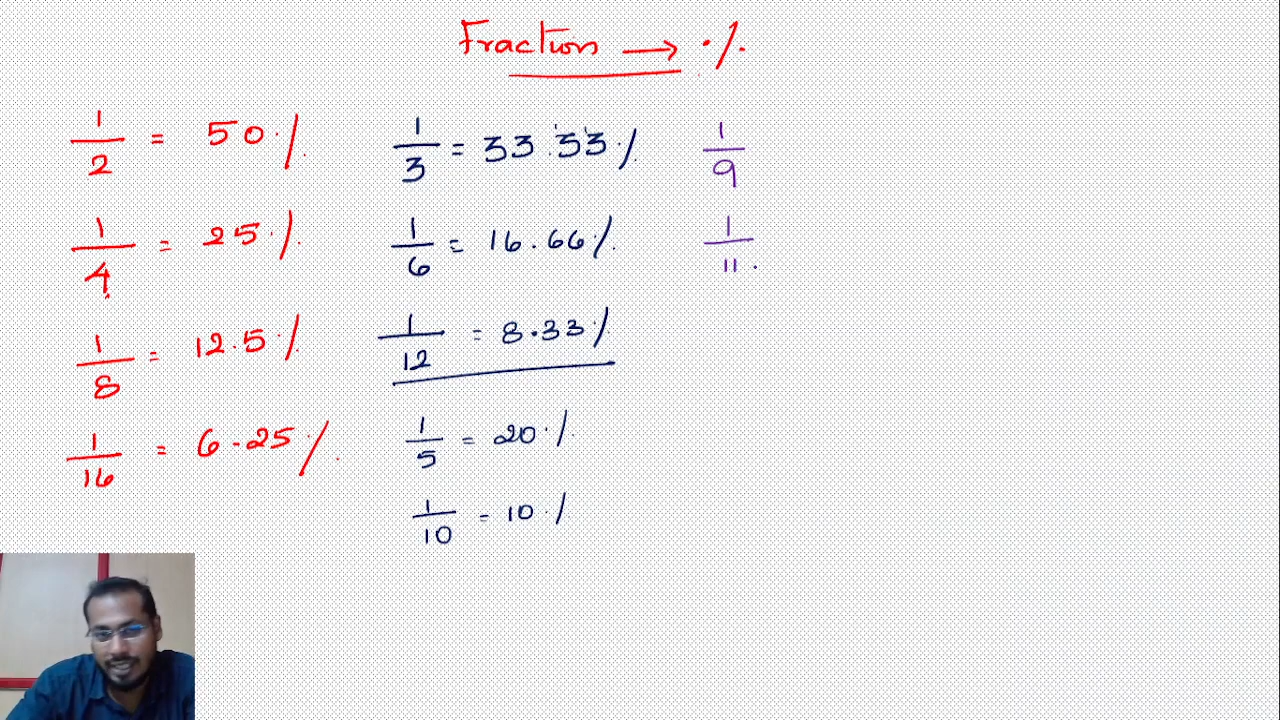 Fraction → %
1/2 = 50%
1/4 = 25%
1/8 = 12.5%
1/16 = 6.25%
1/3 = 33.33%
1/6 = 16.66%
1/12 = 8.33%
1/5 = 20%
1/10 = 10%
1/9
1/11